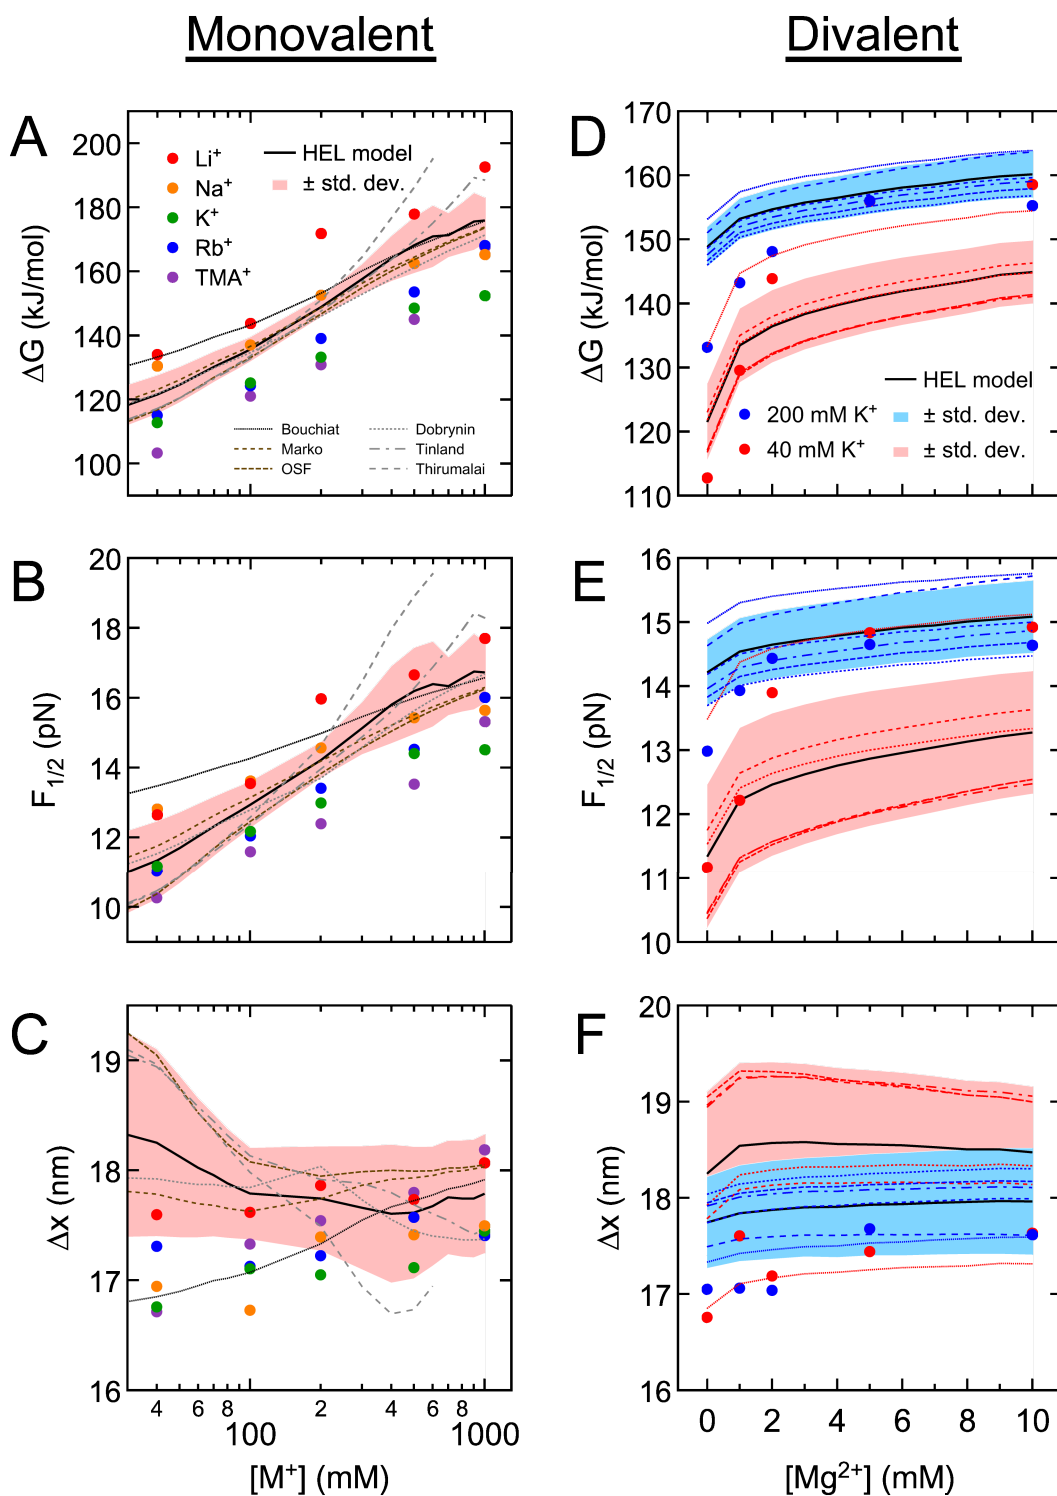 Monovalent
Divalent
A
ΔG (kJ/mol)
200
180
160
140
120
100
Li⁺
Na⁺
K⁺
Rb⁺
TMA⁺
HEL model
± std. dev.
Bouchiat
Marko
OSF
Dobrynin
Tinland
Thirumalai
D
ΔG (kJ/mol)
170
160
150
140
130
120
110
HEL model
200 mM K⁺
± std. dev.
40 mM K⁺
± std. dev.
B
F1/2 (pN)
20
18
16
14
12
10
E
F1/2 (pN)
16
15
14
13
12
11
10
C
Δx (nm)
19
18
17
16
4 6 8 2 4 6 8
100 1000
[M⁺] (mM)
F
Δx (nm)
20
19
18
17
16
0 2 4 6 8 10
[Mg²⁺] (mM)